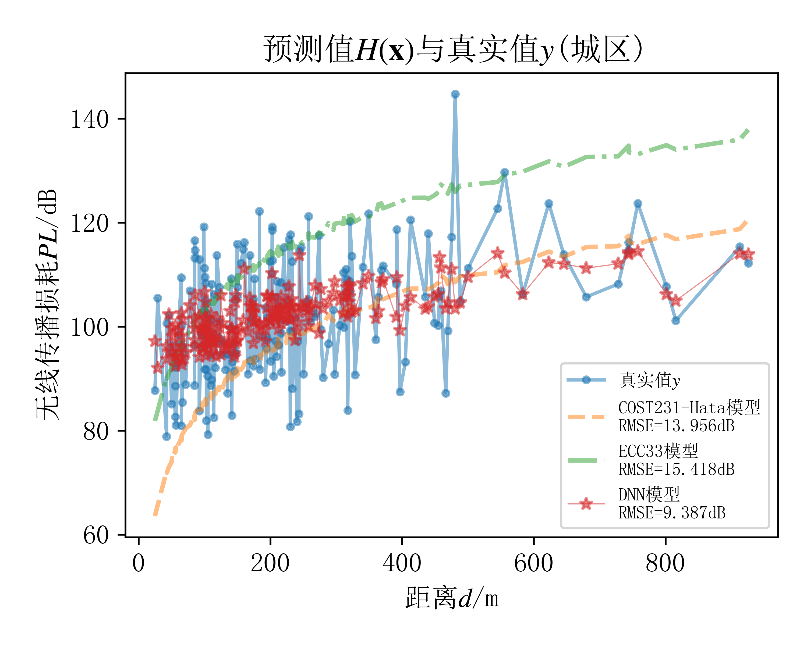 预测值H(x)与真实值y(城区)
无线传播损耗PL/dB
140
120
100
80
60
0
200
400
600
800
距离d/m
真实值y
COST231-Hata模型
RMSE=13.956dB
ECC33模型
RMSE=15.418dB
DNN模型
RMSE=9.387dB